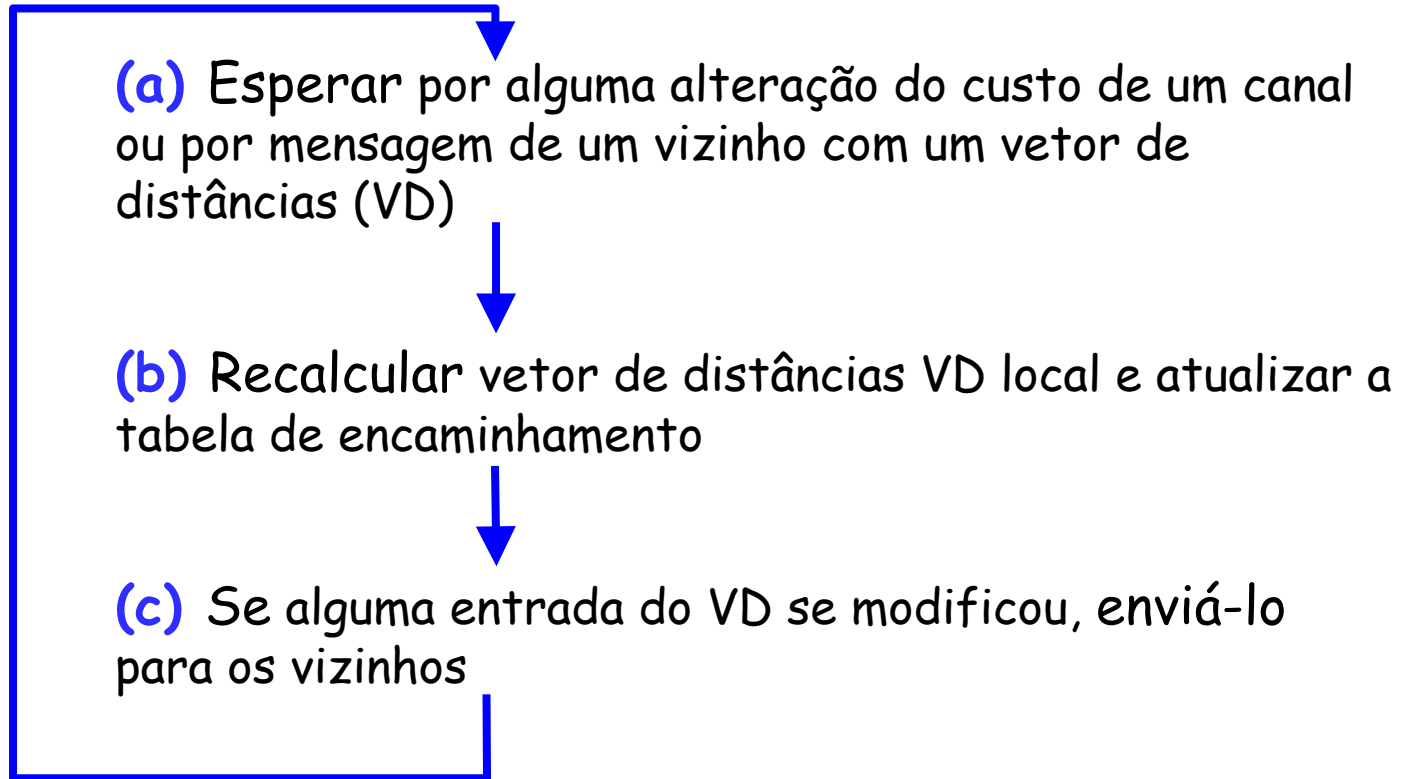 (a) Esperar por alguma alteração do custo de um canal
ou por mensagem de um vizinho com um vetor de
distâncias (VD)
(b) Recalcular vetor de distâncias VD local e atualizar a
tabela de encaminhamento
(c) Se alguma entrada do VD se modificou, enviá-lo
para os vizinhos